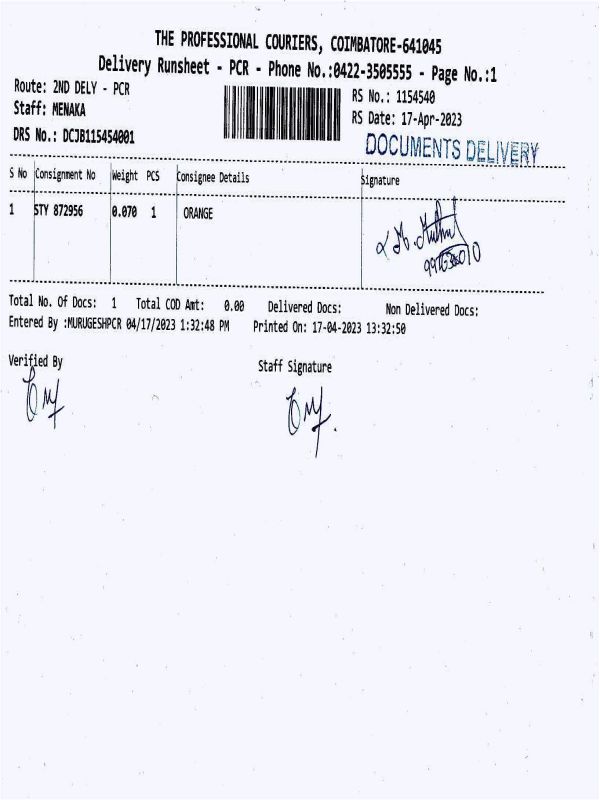 THE PROFESSIONAL COURIERS, COIMBATORE-641045
Delivery Runsheet - PCR - Phone No.:0422-3505555 - Page No.:1
Route: 2ND DELY - PCR
RS No.: 1154540
Staff: MENAKA
RS Date: 17-Apr-2023
DRS No.: DCJB115454001
DOCUMENTS DELIVERY
S No Consignment No Weight PCS Consignee Details Signature
1 STY 872956 0.070 1 ORANGE
Total No. Of Docs: 1 Total COD Amt: 0.00 Delivered Docs: Non Delivered Docs:
Entered By :MURUGESHPCR 04/17/2023 1:32:48 PM Printed On: 17-04-2023 13:32:50
Verified By Staff Signature